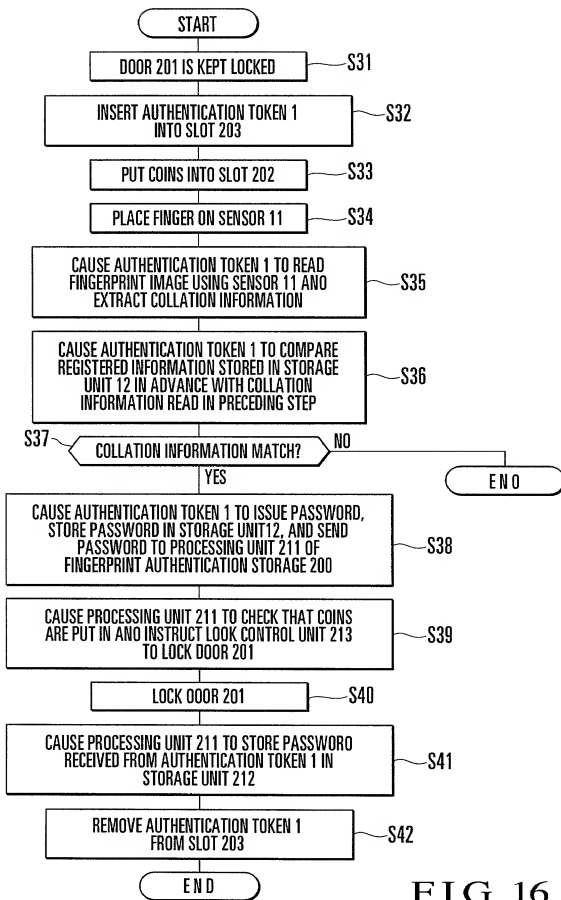 START
DOOR 201 IS KEPT LOCKED
S31
INSERT AUTHENTICATION TOKEN 1
INTO SLOT 203
S32
PUT COINS INTO SLOT 202
S33
PLACE FINGER ON SENSOR 11
S34
CAUSE AUTHENTICATION TOKEN 1 TO READ
FINGERPRINT IMAGE USING SENSOR 11 ANO
EXTRACT COLLATION INFORMATION
S35
CAUSE AUTHENTICATION TOKEN 1 TO COMPARE
REGISTERED INFORMATION STORED IN STORAGE
UNIT 12 IN ADVANCE WITH COLLATION
INFORMATION READ IN PRECEDING STEP
S36
S37
COLLATION INFORMATION MATCH?
NO
YES
ENO
CAUSE AUTHENTICATION TOKEN 1 TO ISSUE PASSWORD,
STORE PASSWORD IN STORAGE UNIT12, AND SEND
PASSWORD TO PROCESSING UNIT 211 OF
FINGERPRINT AUTHENTICATION STORAGE 200
S38
CAUSE PROCESSING UNIT 211 TO CHECK THAT COINS
ARE PUT IN ANO INSTRUCT LOOK CONTROL UNIT 213
TO LOCK DOOR 201
S39
LOCK OOOR 201
S40
CAUSE PROCESSING UNIT 211 TO STORE PASSWORO
RECEIVED FROM AUTHENTICATION TOKEN 1 IN
STORAGE UNIT 212
S41
REMOVE AUTHENTICATION TOKEN 1
FROM SLOT 203
S42
END
FIG. 16